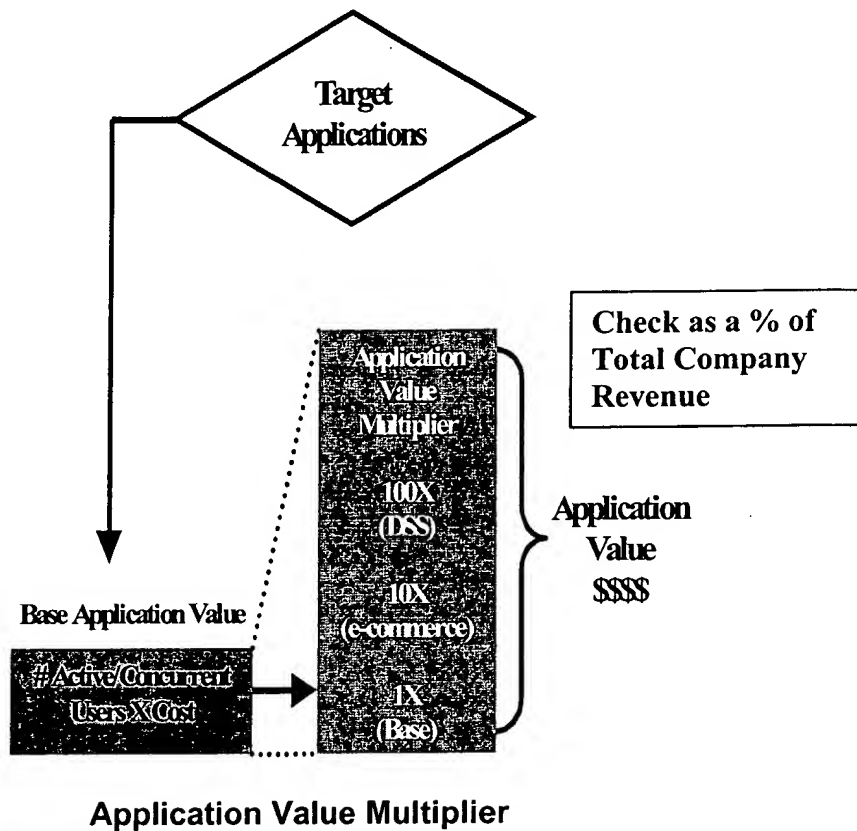 Target
Applications
Check as a % of
Total Company
Revenue
Application
Value
Multiplier
100X
(DSS)
10X
(e-commerce)
1X
(Base)
Application
Value
$$$$
Base Application Value
# Active/Concurrent
Users X Cost
Application Value Multiplier